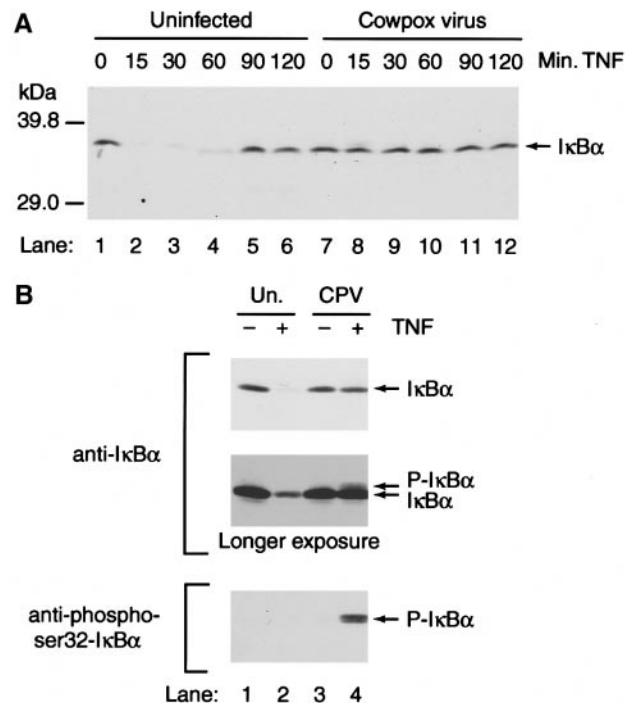 A
Uninfected Cowpox virus
0 15 30 60 90 120 0 15 30 60 90 120 Min. TNF
kDa
39.8
IκBα
29.0
Lane: 1 2 3 4 5 6 7 8 9 10 11 12
B
Un. CPV
– + – + TNF
IκBα
anti-IκBα
P-IκBα
IκBα
Longer exposure
anti-phospho-
ser32-IκBα
P-IκBα
Lane: 1 2 3 4